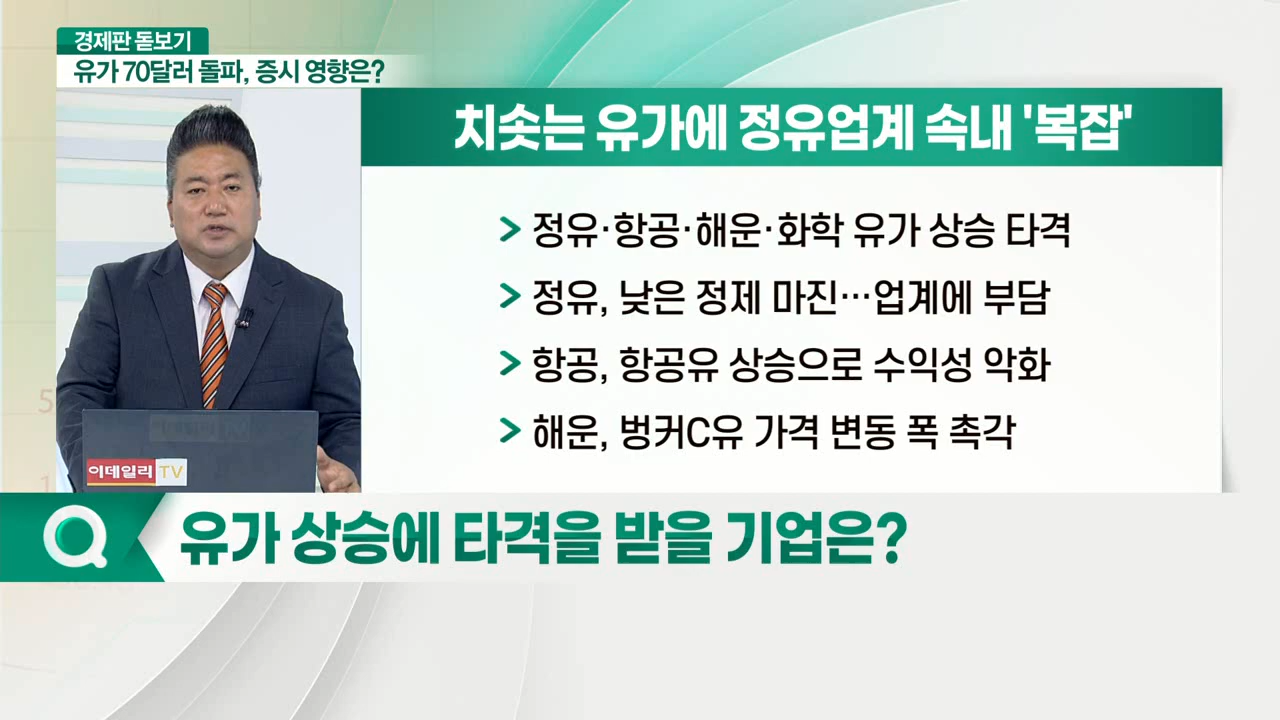 경제판 돋보기
유가 70달러 돌파, 증시 영향은?
치솟는 유가에 정유업계 속내 '복잡'
> 정유·항공·해운·화학 유가 상승 타격
> 정유, 낮은 정제 마진…업계에 부담
> 항공, 항공유 상승으로 수익성 악화
> 해운, 벙커C유 가격 변동 폭 촉각
이데일리TV
유가 상승에 타격을 받을 기업은?